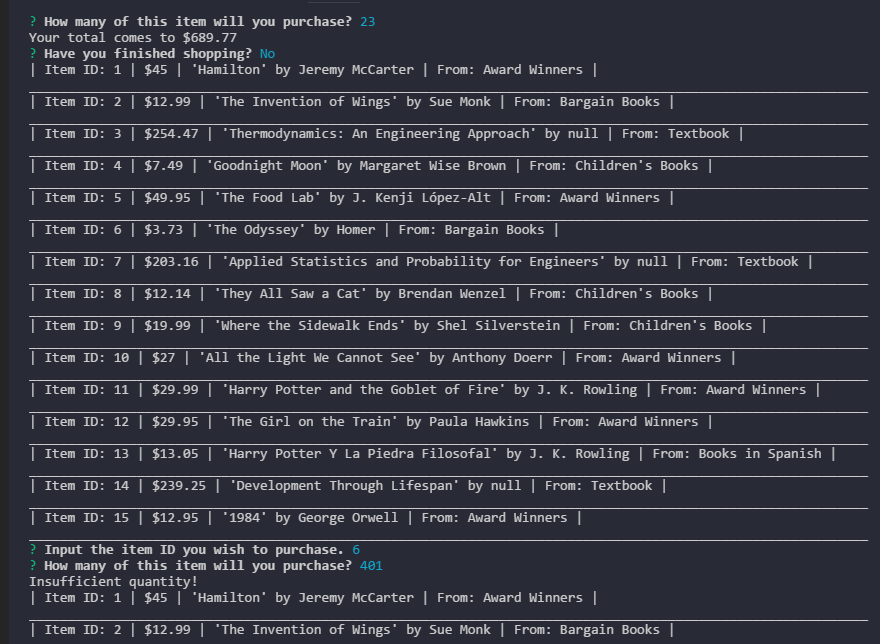 ? How many of this item will you purchase? 23
Your total comes to $689.77
? Have you finished shopping? No
| Item ID: 1 | $45 | 'Hamilton' by Jeremy McCarter | From: Award Winners |
| Item ID: 2 | $12.99 | 'The Invention of Wings' by Sue Monk | From: Bargain Books |
| Item ID: 3 | $254.47 | 'Thermodynamics: An Engineering Approach' by null | From: Textbook |
| Item ID: 4 | $7.49 | 'Goodnight Moon' by Margaret Wise Brown | From: Children's Books |
| Item ID: 5 | $49.95 | 'The Food Lab' by J. Kenji López-Alt | From: Award Winners |
| Item ID: 6 | $3.73 | 'The Odyssey' by Homer | From: Bargain Books |
| Item ID: 7 | $203.16 | 'Applied Statistics and Probability for Engineers' by null | From: Textbook |
| Item ID: 8 | $12.14 | 'They All Saw a Cat' by Brendan Wenzel | From: Children's Books |
| Item ID: 9 | $19.99 | 'Where the Sidewalk Ends' by Shel Silverstein | From: Children's Books |
| Item ID: 10 | $27 | 'All the Light We Cannot See' by Anthony Doerr | From: Award Winners |
| Item ID: 11 | $29.99 | 'Harry Potter and the Goblet of Fire' by J. K. Rowling | From: Award Winners |
| Item ID: 12 | $29.95 | 'The Girl on the Train' by Paula Hawkins | From: Award Winners |
| Item ID: 13 | $13.05 | 'Harry Potter Y La Piedra Filosofal' by J. K. Rowling | From: Books in Spanish |
| Item ID: 14 | $239.25 | 'Development Through Lifespan' by null | From: Textbook |
| Item ID: 15 | $12.95 | '1984' by George Orwell | From: Award Winners |
? Input the item ID you wish to purchase. 6
? How many of this item will you purchase? 401
Insufficient quantity!
| Item ID: 1 | $45 | 'Hamilton' by Jeremy McCarter | From: Award Winners |
| Item ID: 2 | $12.99 | 'The Invention of Wings' by Sue Monk | From: Bargain Books |